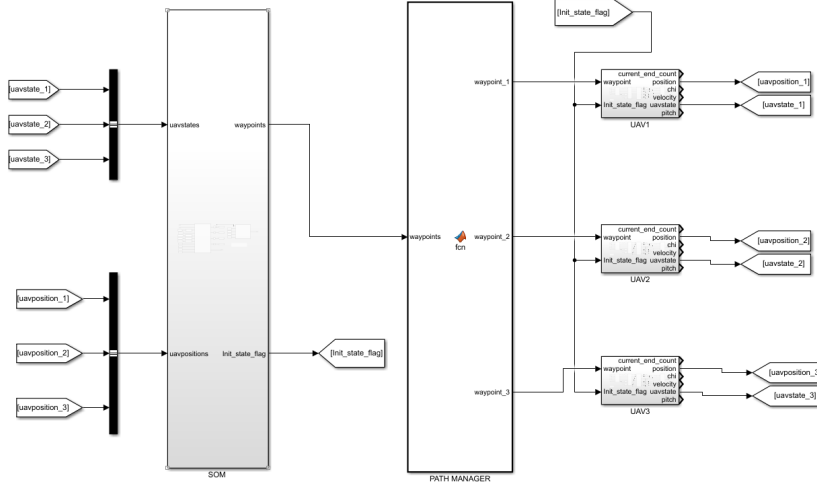 [Init_state_flag]
[uavstate_1]
[uavstate_2]
[uavstate_3]
uavstates
waypoints
[uavposition_1]
[uavposition_2]
[uavposition_3]
uavpositions
Init_state_flag
SOM
[Init_state_flag]
waypoints
fcn
waypoint_1
waypoint_2
waypoint_3
PATH MANAGER
current_end_count
waypoint position
chi
velocity
Init_state_flag uavstate
pitch
UAV1
[uavposition_1]
[uavstate_1]
current_end_count
waypoint position
chi
velocity
Init_state_flag uavstate
pitch
UAV2
[uavposition_2]
[uavstate_2]
current_end_count
waypoint position
chi
velocity
Init_state_flag uavstate
pitch
UAV3
[uavposition_3
[uavstate_3]